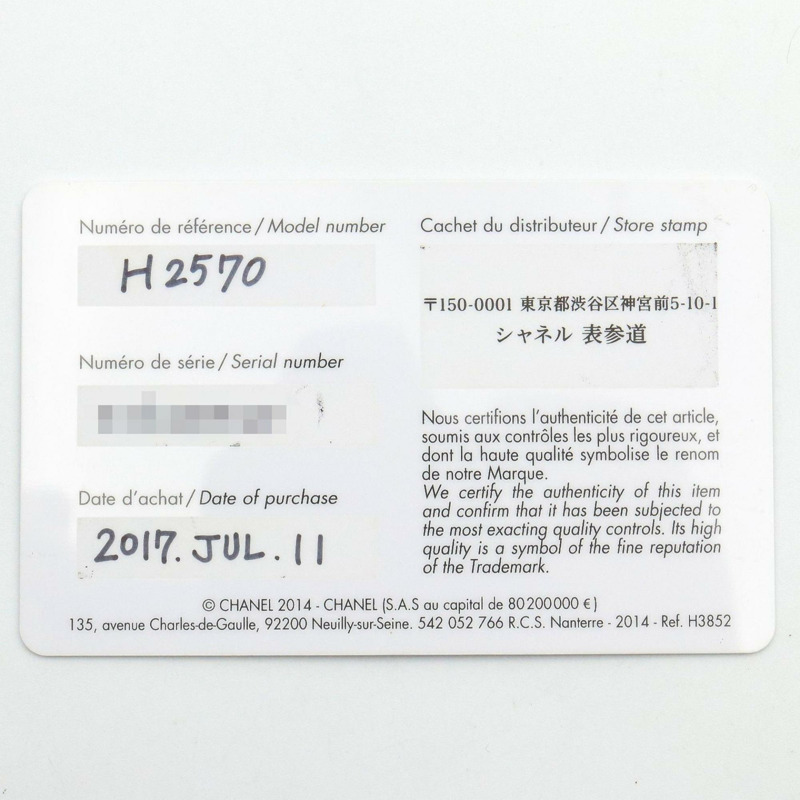 Numéro de référence / Model number
H2570
Numéro de série / Serial number
Date d'achat / Date of purchase
2017. JUL. 11
Cachet du distributeur / Store stamp
〒150-0001 東京都渋谷区神宮前5-10-1
シャネル 表参道
Nous certifions l'authenticité de cet article,
soumis aux contrôles les plus rigoureux, et
dont la haute qualité symbolise le renom
de notre Marque.
We certify the authenticity of this item
and confirm that it has been subjected to
the most exacting quality controls. Its high
quality is a symbol of the fine reputation
of the Trademark.
© CHANEL 2014 - CHANEL (S.A.S au capital de 80200000 €)
135, avenue Charles-de-Gaulle, 92200 Neuilly-sur-Seine. 542 052 766 R.C.S. Nanterre - 2014 - Ref. H3852